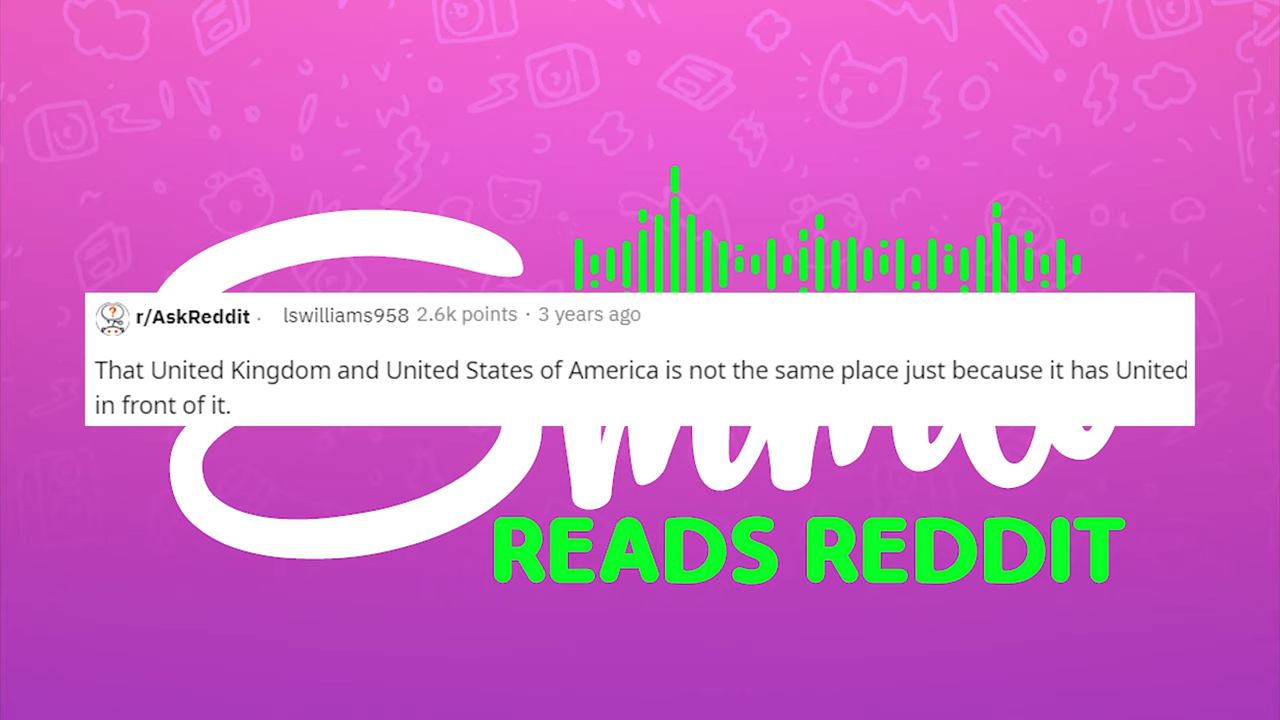 r/AskReddit · lswilliams958 2.6k points · 3 years ago
That United Kingdom and United States of America is not the same place just because it has United
in front of it.
READS REDDIT